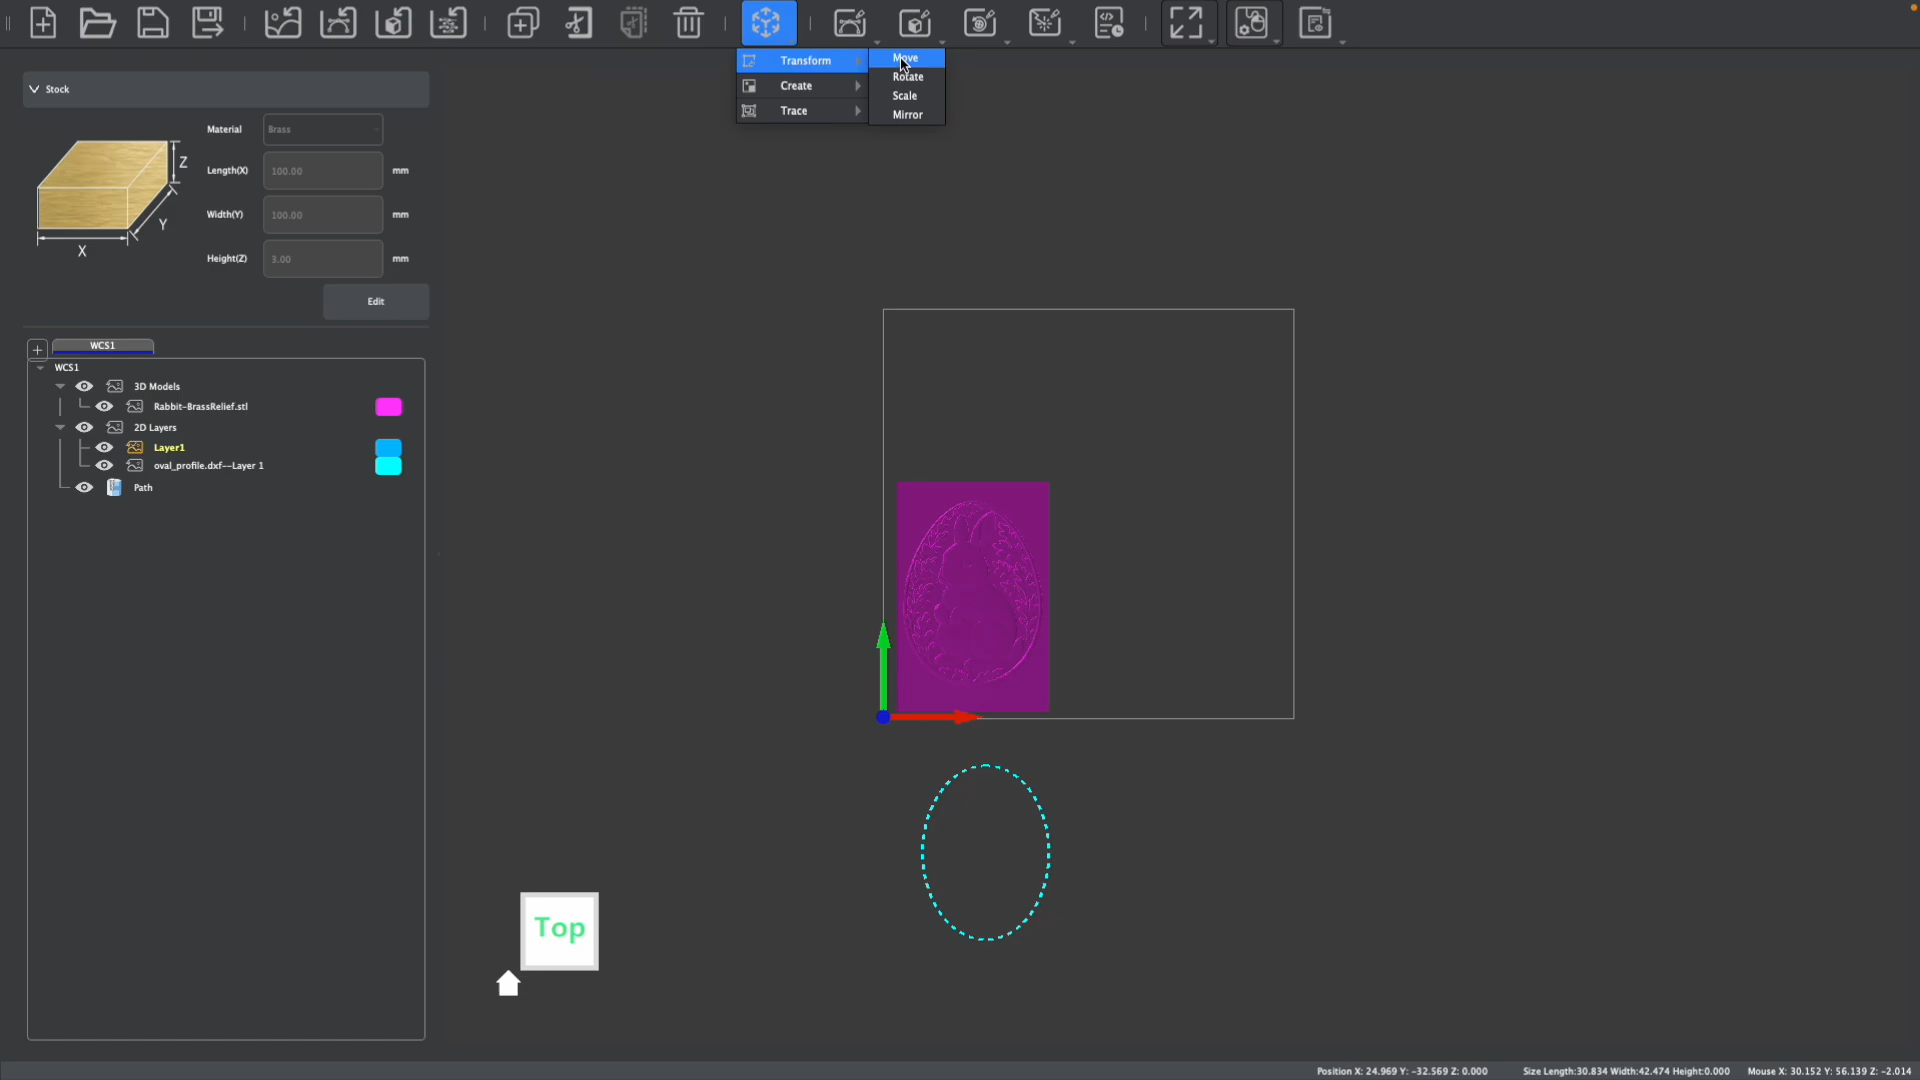 Transform
Create
Trace
Move
Rotate
Scale
Mirror
Stock
Z
Y
X
Material
Brass
Length(X)
100.00
mm
Width(Y)
100.00
mm
Height(Z)
3.00
mm
Edit
+
WCS1
WCS1
3D Models
Rabbit-BrassRelief.stl
2D Layers
Layer1
oval_profile.dxf--Layer 1
Path
Top
Position X: 24.969 Y: -32.569 Z: 0.000
Size Length:30.834 Width:42.474 Height:0.000
Mouse X: 30.152 Y: 56.139 Z: -2.014